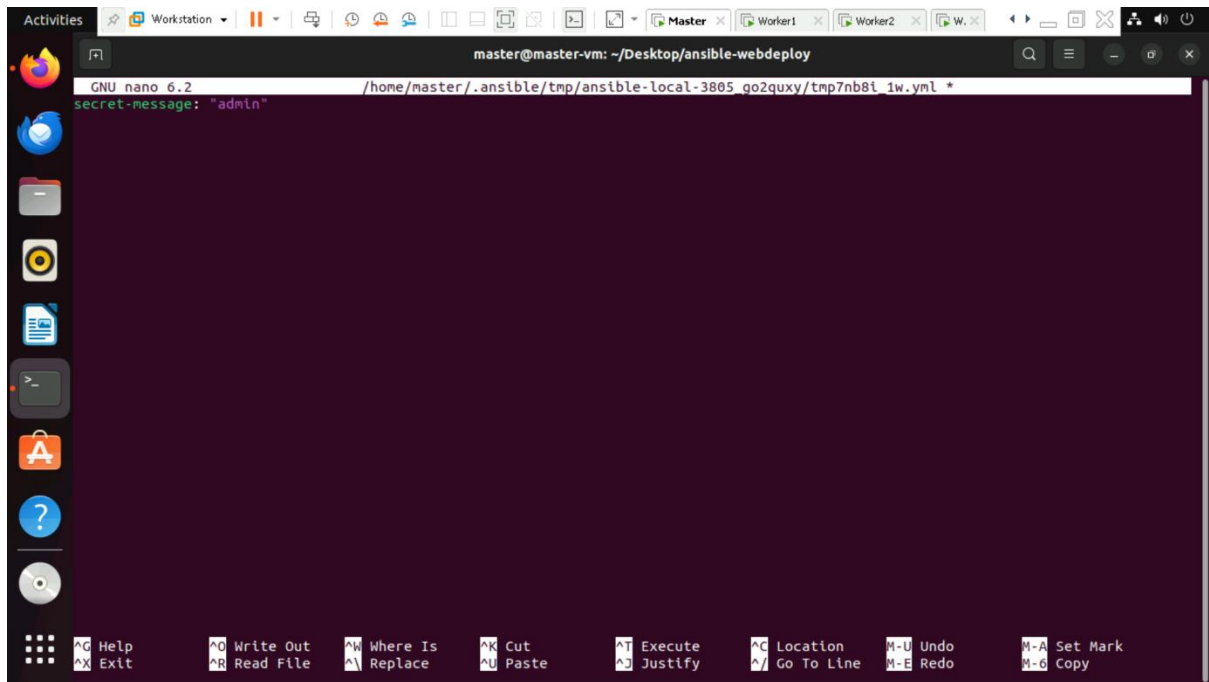 Activities Workstation Master Worker1 Worker2 W.
master@master-vm: ~/Desktop/ansible-webdeploy
GNU nano 6.2 /home/master/.ansible/tmp/ansible-local-3805_go2quxy/tmp7nb8i_1w.yml *
secret-message: "admin"
^G Help ^O Write Out ^W Where Is ^K Cut ^T Execute ^C Location M-U Undo M-A Set Mark
^X Exit ^R Read File ^\ Replace ^U Paste ^J Justify ^/ Go To Line M-E Redo M-6 Copy